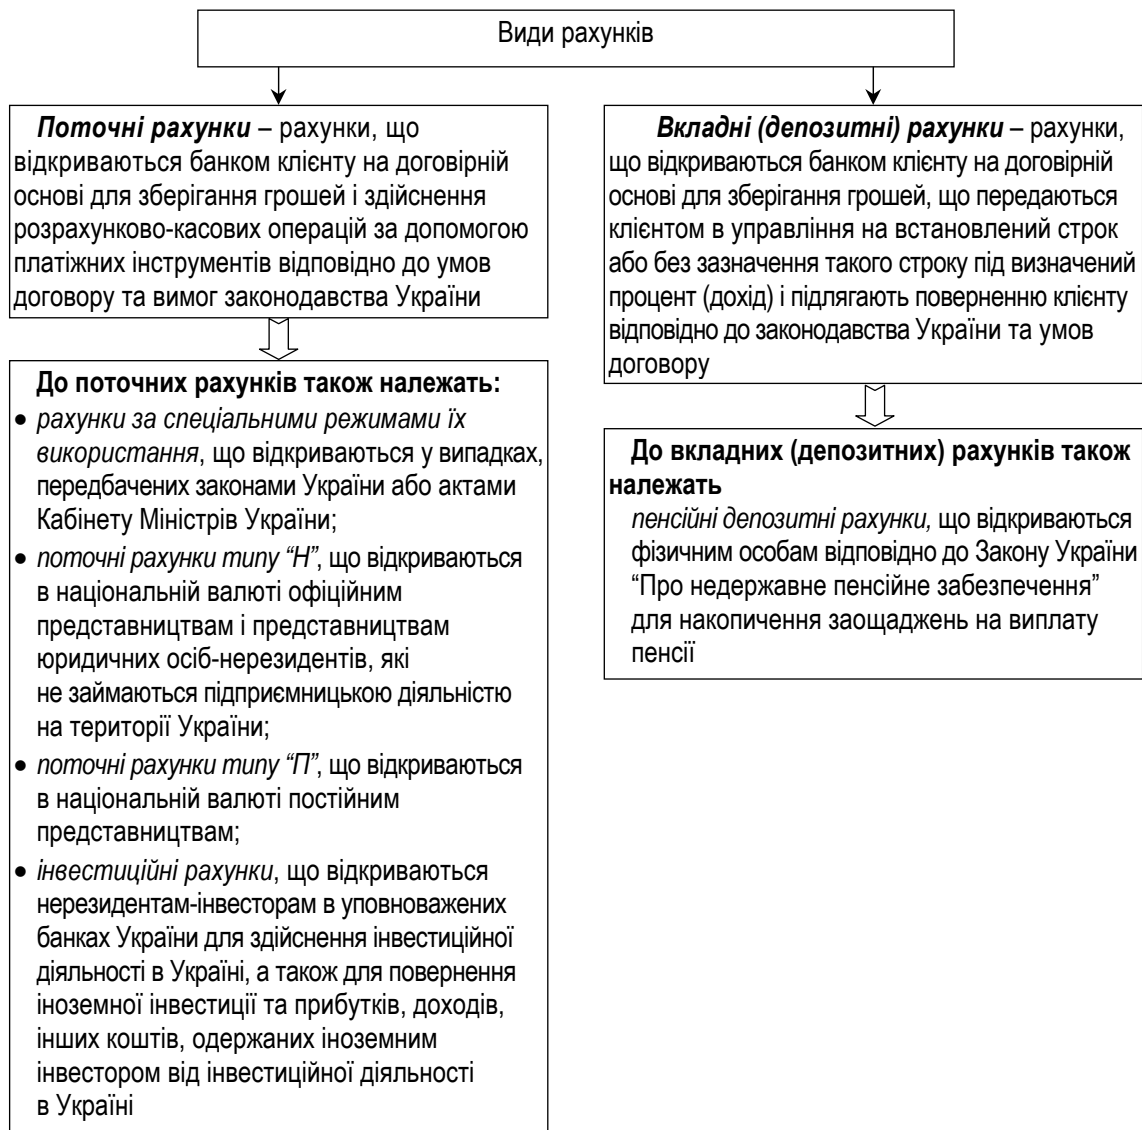 Види рахунків
Поточні рахунки – рахунки, що
відкриваються банком клієнту на договірній
основі для зберігання грошей і здійснення
розрахунково-касових операцій за допомогою
платіжних інструментів відповідно до умов
договору та вимог законодавства України
До поточних рахунків також належать:
• рахунки за спеціальними режимами їх
використання, що відкриваються у випадках,
передбачених законами України або актами
Кабінету Міністрів України;
• поточні рахунки типу “Н”, що відкриваються
в національній валюті офіційним
представництвам і представництвам
юридичних осіб-нерезидентів, які
не займаються підприємницькою діяльністю
на території України;
• поточні рахунки типу “П”, що відкриваються
в національній валюті постійним
представництвам;
• інвестиційні рахунки, що відкриваються
нерезидентам-інвесторам в уповноважених
банках України для здійснення інвестиційної
діяльності в Україні, а також для повернення
іноземної інвестиції та прибутків, доходів,
інших коштів, одержаних іноземним
інвестором від інвестиційної діяльності
в Україні
Вкладні (депозитні) рахунки – рахунки,
що відкриваються банком клієнту на договірній
основі для зберігання грошей, що передаються
клієнтом в управління на встановлений строк
або без зазначення такого строку під визначений
процент (дохід) і підлягають поверненню клієнту
відповідно до законодавства України та умов
договору
До вкладних (депозитних) рахунків також
належать
пенсійні депозитні рахунки, що відкриваються
фізичним особам відповідно до Закону України
“Про недержавне пенсійне забезпечення”
для накопичення заощаджень на виплату
пенсії